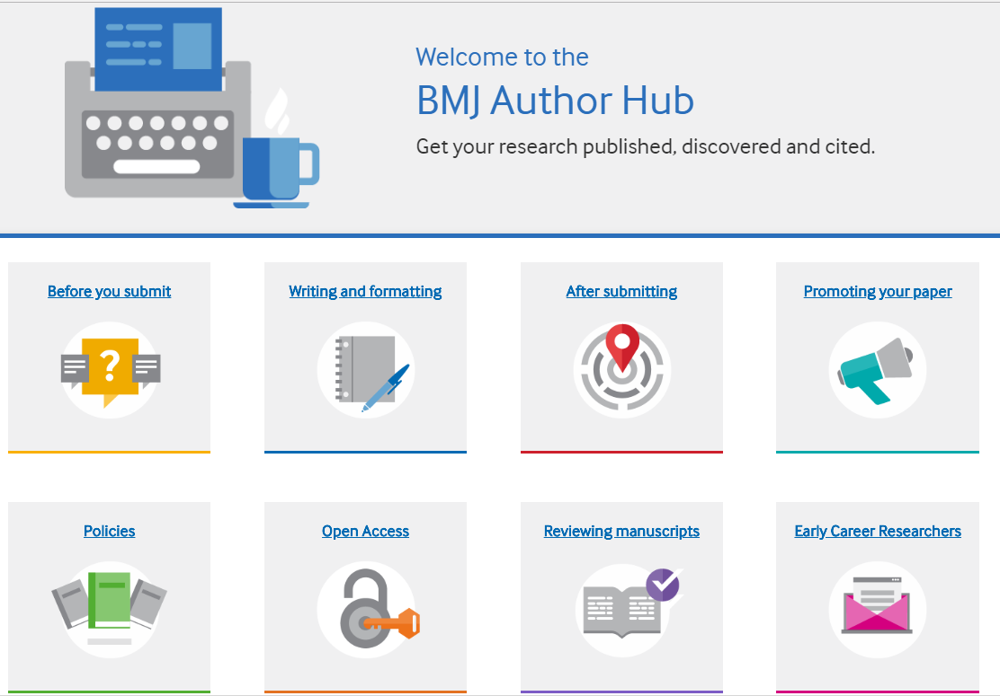 Welcome to the
BMJ Author Hub
Get your research published, discovered and cited.
Before you submit
Writing and formatting
After submitting
Promoting your paper
?
Policies
Open Access
Reviewing manuscripts
Early Career Researchers